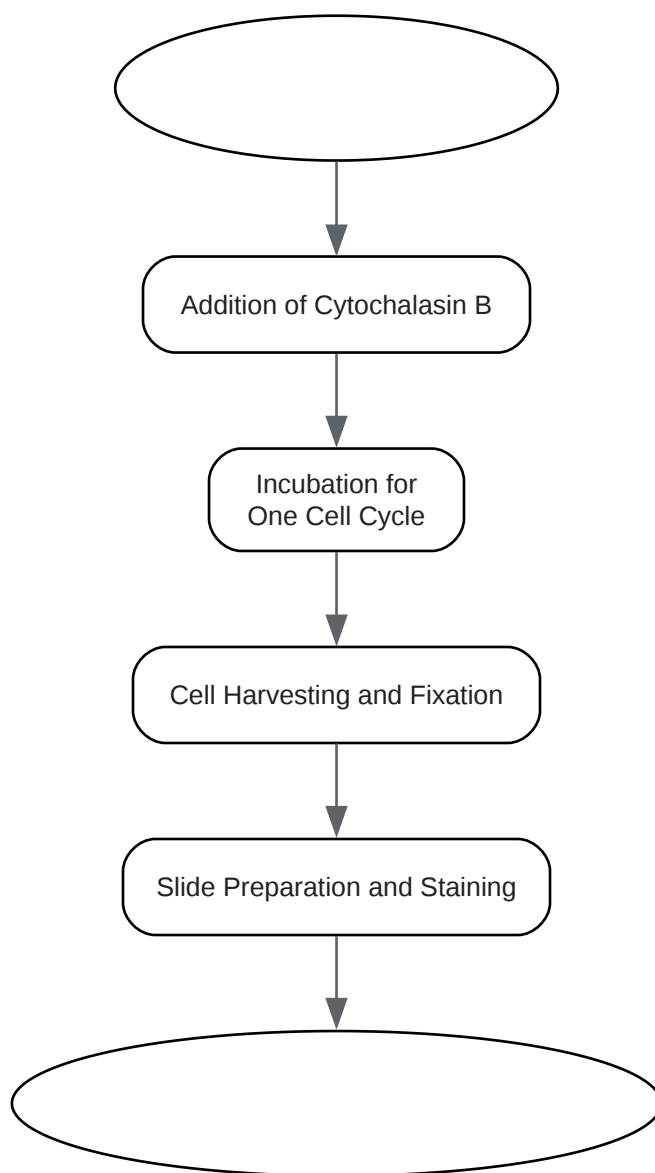 Addition of Cytochalasin B
Incubation for
One Cell Cycle
Cell Harvesting and Fixation
Slide Preparation and Staining